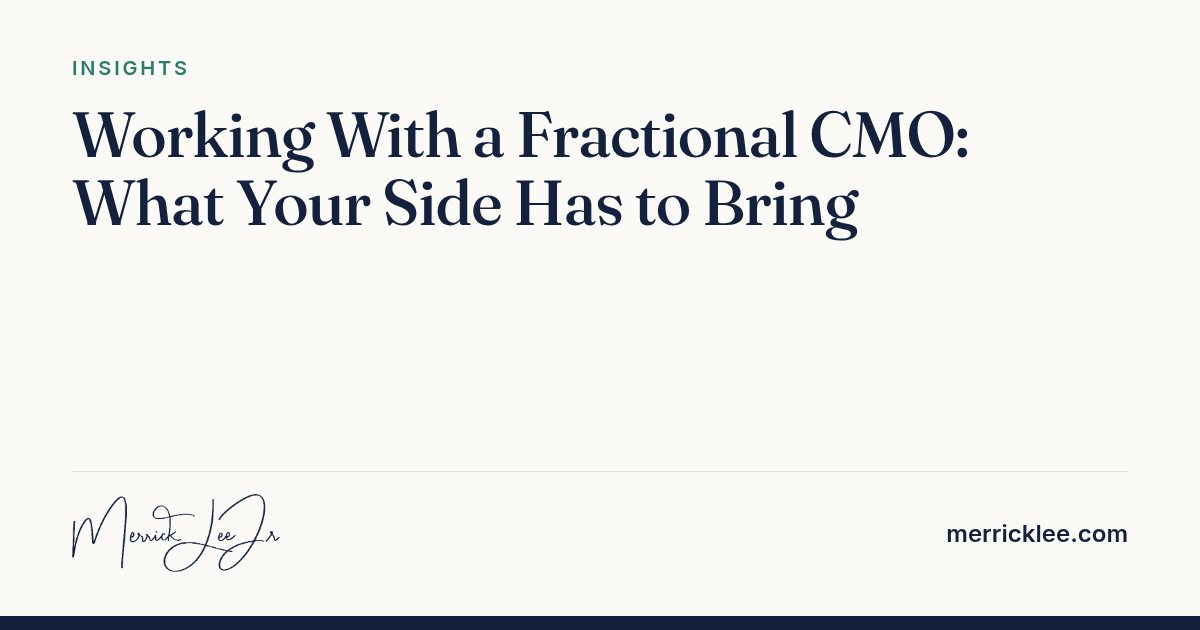 INSIGHTS
Working With a Fractional CMO:
What Your Side Has to Bring
Merrick Lee Jr
merricklee.com